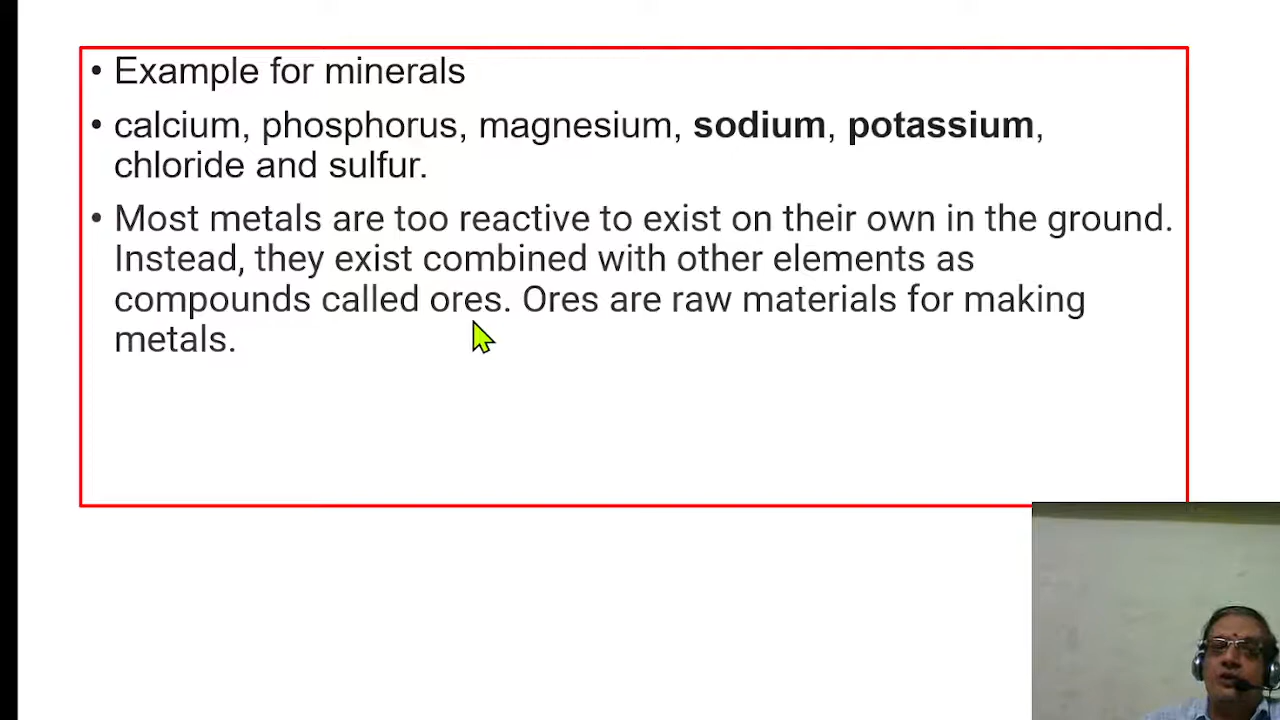 • Example for minerals
• calcium, phosphorus, magnesium, sodium, potassium,
chloride and sulfur.
• Most metals are too reactive to exist on their own in the ground.
Instead, they exist combined with other elements as
compounds called ores. Ores are raw materials for making
metals.